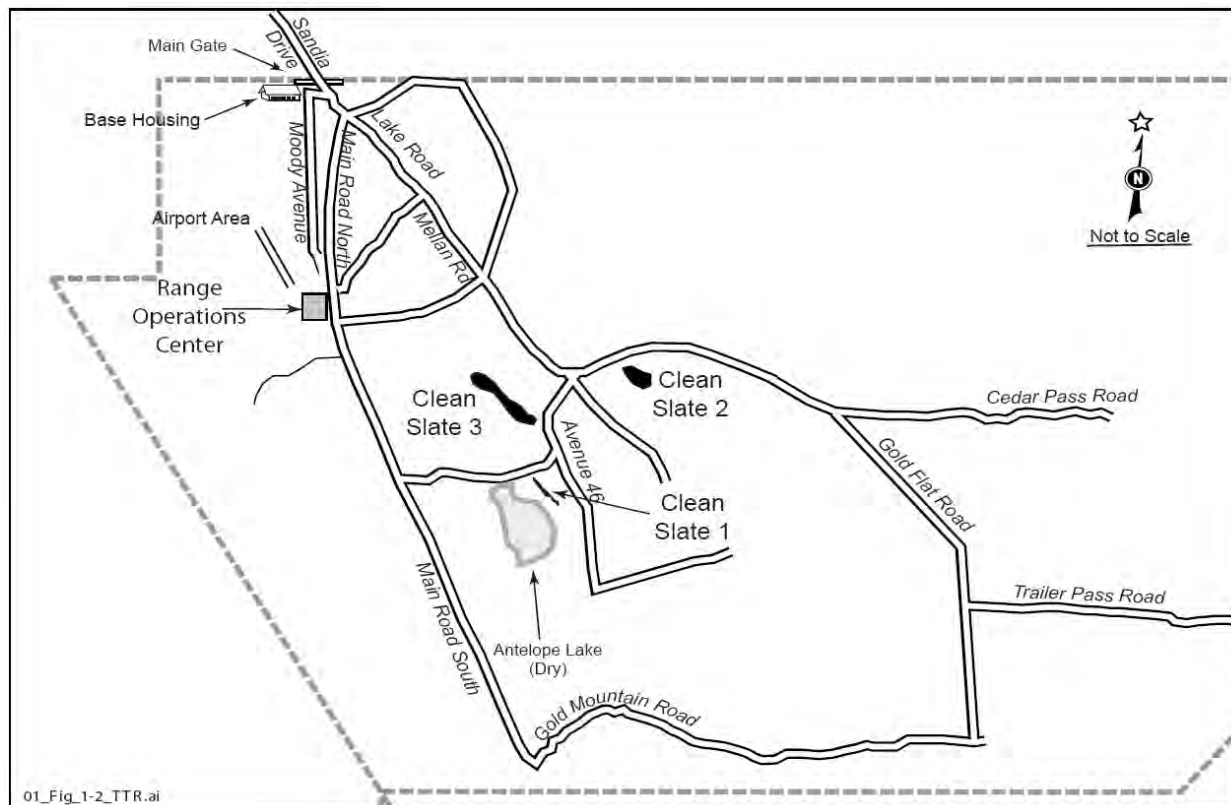 Sandia
Drive
Main Gate
Base Housing
Lake Road
Moody Avenue
Main Road North
Mellan Rd
Airport Area
N
Not to Scale
Range
Operations
Center
Clean
Slate 3
Clean
Slate 2
Cedar Pass Road
Avenue 46
Gold Flat Road
Clean
Slate 1
Main Road South
Trailer Pass Road
Antelope Lake
(Dry)
Gold Mountain Road
01_Fig_1-2_TTR.ai